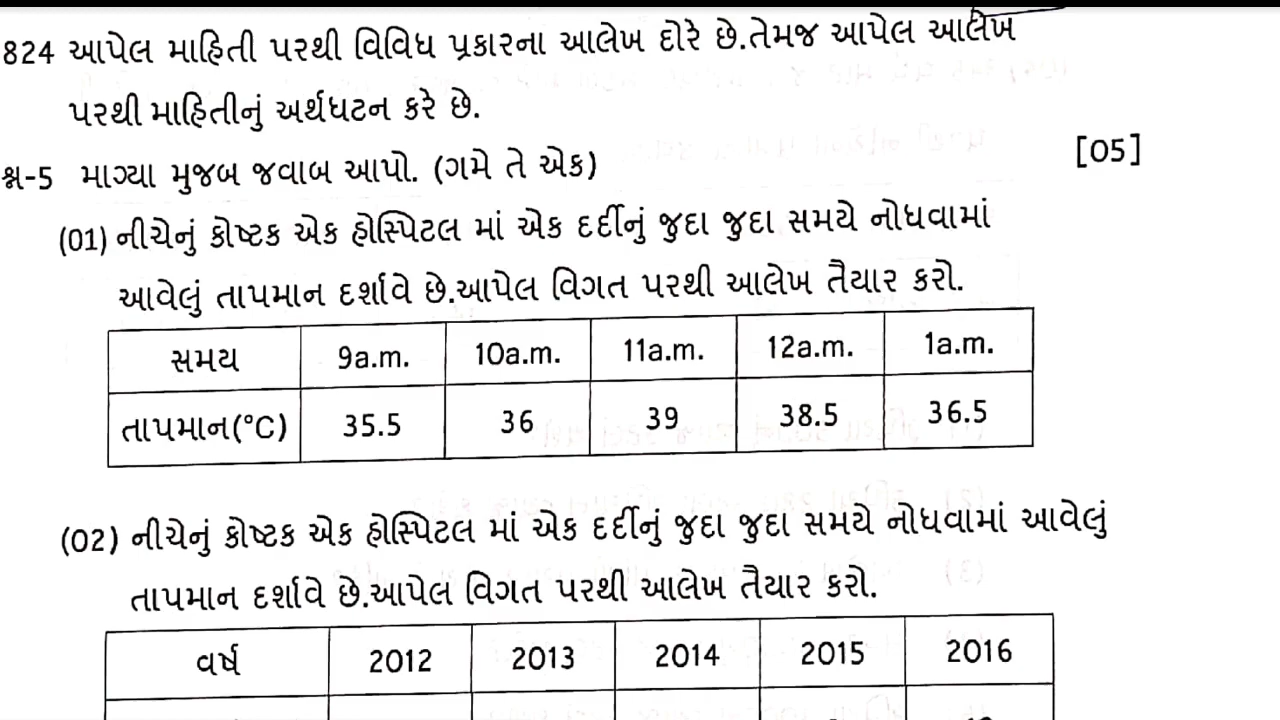 824 આપેલ માહિતી પરથી વિવિધ પ્રકારના આલેખ દોરે છે.તેમજ આપેલ આલેખ
પરથી માહિતીનું અર્થઘટન કરે છે.
શ્ન-5 માગ્યા મુજબ જવાબ આપો. (ગમે તે એક) [05]
(01) નીચેનું કોષ્ટક એક હોસ્પિટલ માં એક દર્દીનું જુદા જુદા સમયે નોધવામાં
આવેલું તાપમાન દર્શાવે છે.આપેલ વિગત પરથી આલેખ તૈયાર કરો.
સમય 9a.m. 10a.m. 11a.m. 12a.m. 1a.m.
તાપમાન(°C) 35.5 36 39 38.5 36.5
(02) નીચેનું કોષ્ટક એક હોસ્પિટલ માં એક દર્દીનું જુદા જુદા સમયે નોધવામાં આવેલું
તાપમાન દર્શાવે છે.આપેલ વિગત પરથી આલેખ તૈયાર કરો.
વર્ષ 2012 2013 2014 2015 2016